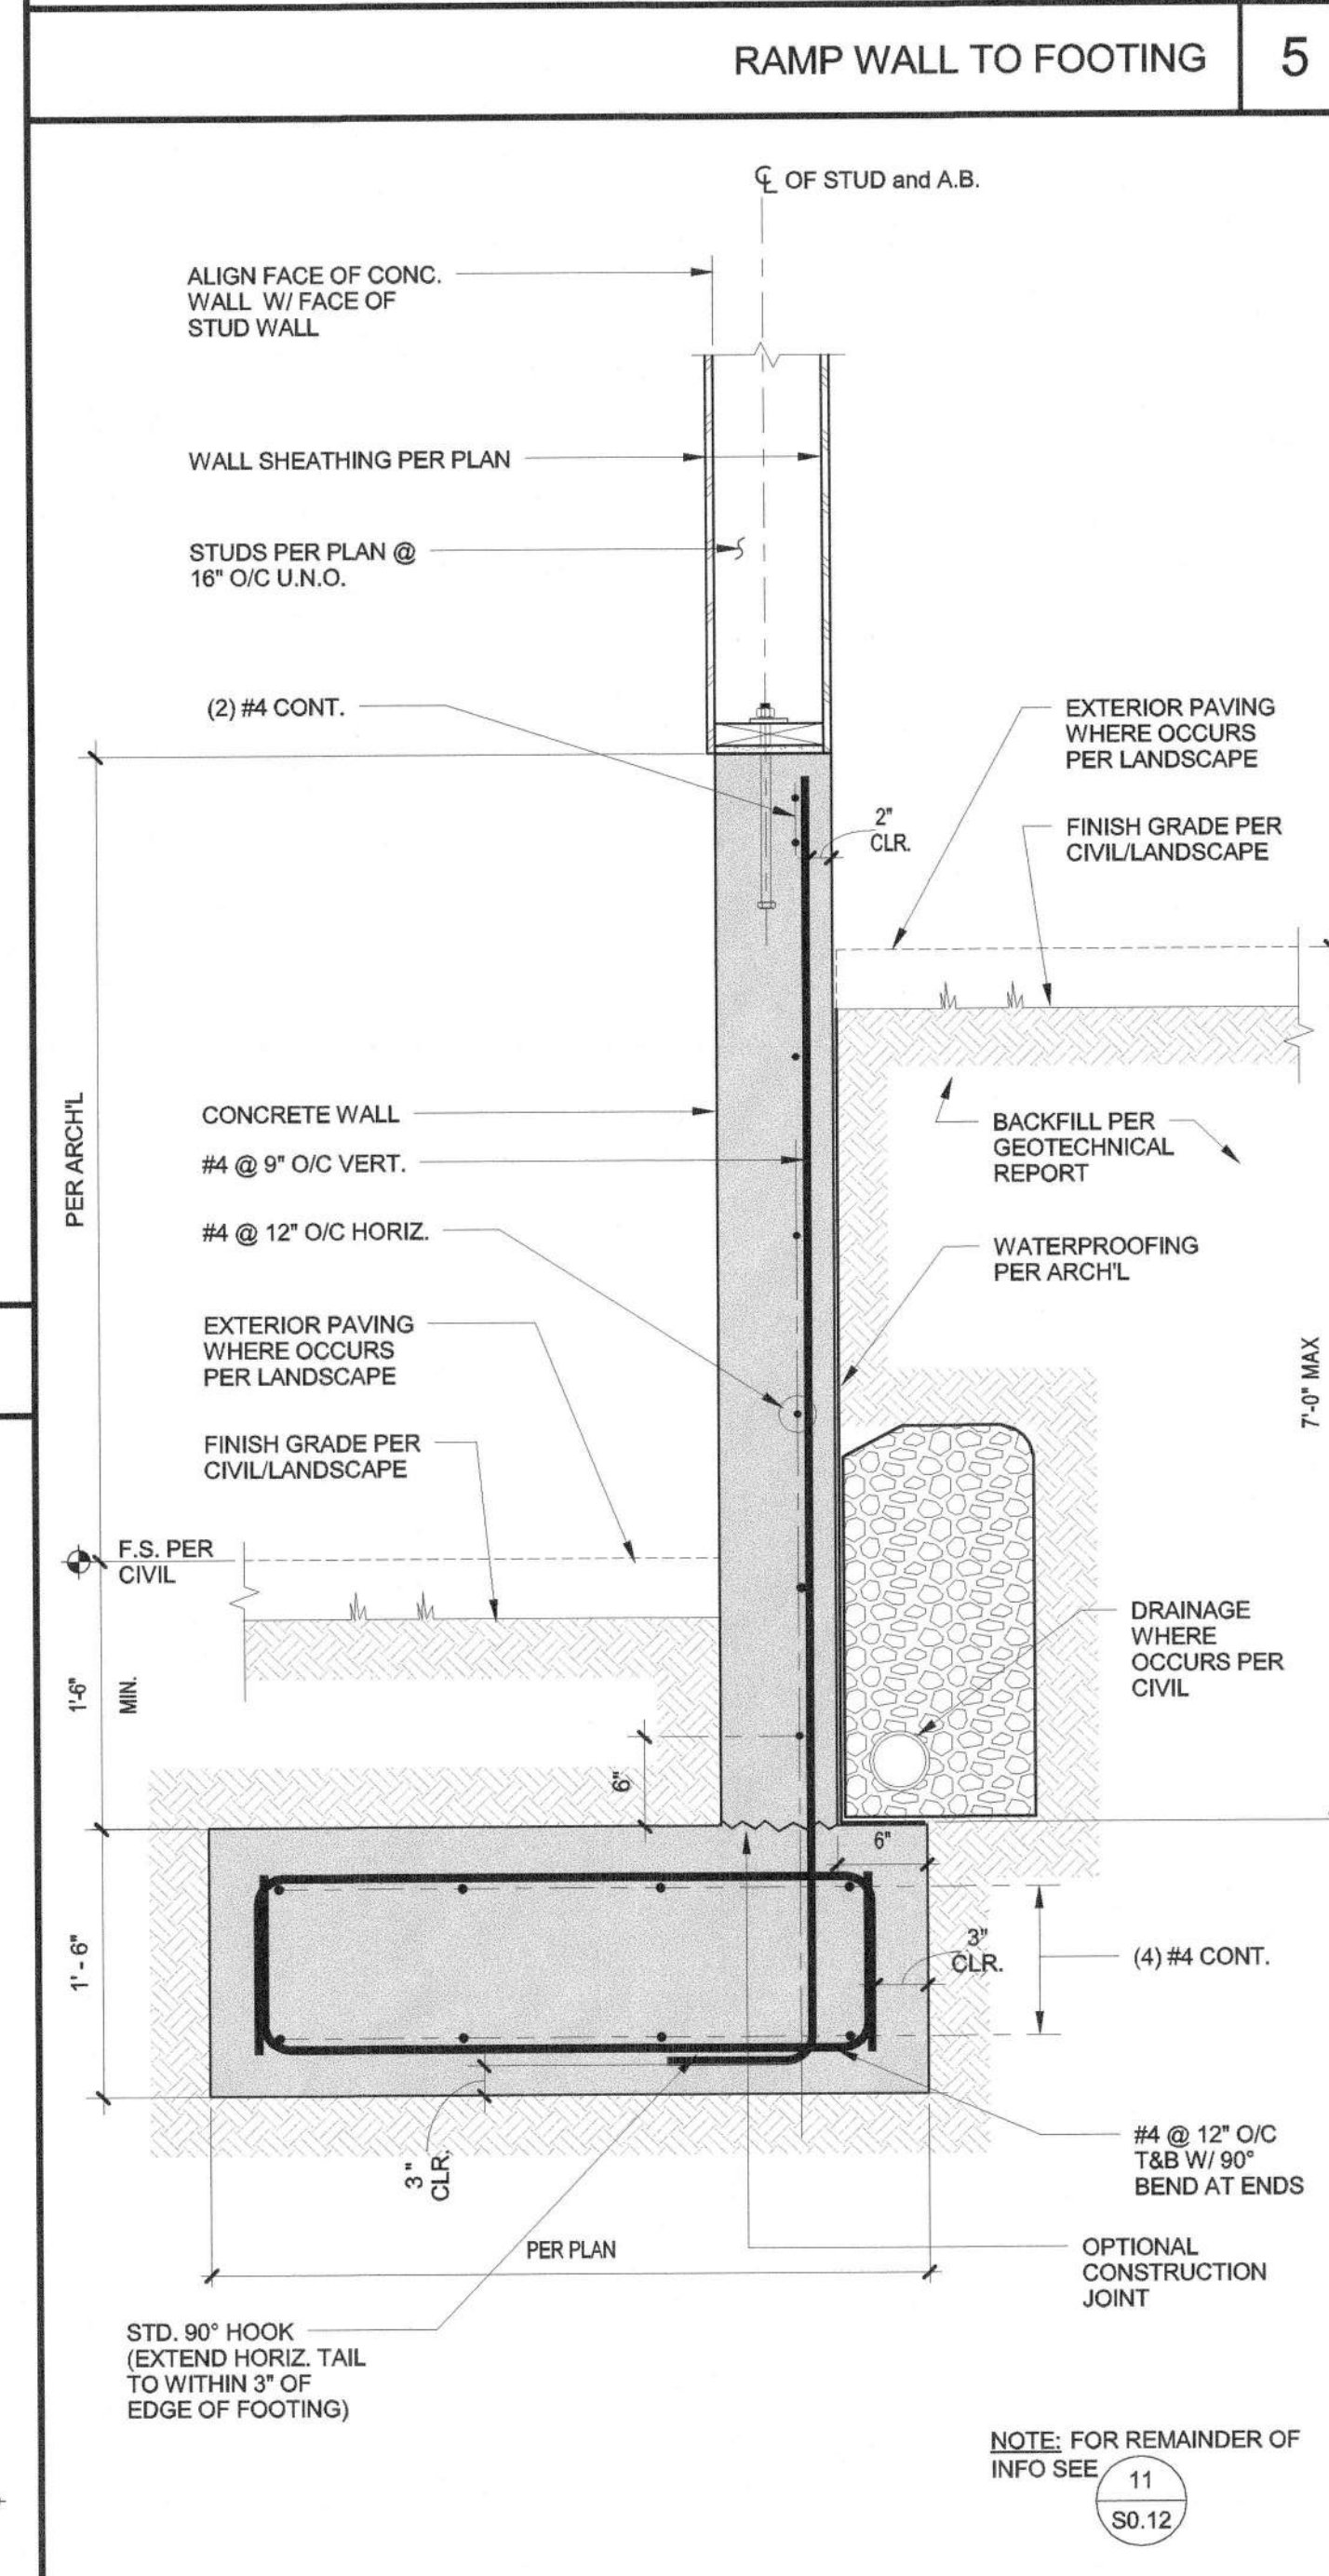 RAMP WALL TO FOOTING
5
℄ OF STUD and A.B.
ALIGN FACE OF CONC.
WALL W/ FACE OF
STUD WALL
WALL SHEATHING PER PLAN
STUDS PER PLAN @
16" O/C U.N.O.
(2) #4 CONT.
EXTERIOR PAVING
WHERE OCCURS
PER LANDSCAPE
2"
CLR.
FINISH GRADE PER
CIVIL/LANDSCAPE
PER ARCH'L
CONCRETE WALL
#4 @ 9" O/C VERT.
#4 @ 12" O/C HORIZ.
BACKFILL PER
GEOTECHNICAL
REPORT
WATERPROOFING
PER ARCH'L
EXTERIOR PAVING
WHERE OCCURS
PER LANDSCAPE
7'-0" MAX
FINISH GRADE PER
CIVIL/LANDSCAPE
F.S. PER
CIVIL
DRAINAGE
WHERE
OCCURS PER
CIVIL
1'-6"
MIN.
6"
6"
1' - 6"
3"
CLR.
(4) #4 CONT.
3"
CLR.
#4 @ 12" O/C
T&B W/ 90°
BEND AT ENDS
PER PLAN
OPTIONAL
CONSTRUCTION
JOINT
STD. 90° HOOK
(EXTEND HORIZ. TAIL
TO WITHIN 3" OF
EDGE OF FOOTING)
NOTE: FOR REMAINDER OF
INFO SEE
11
S0.12